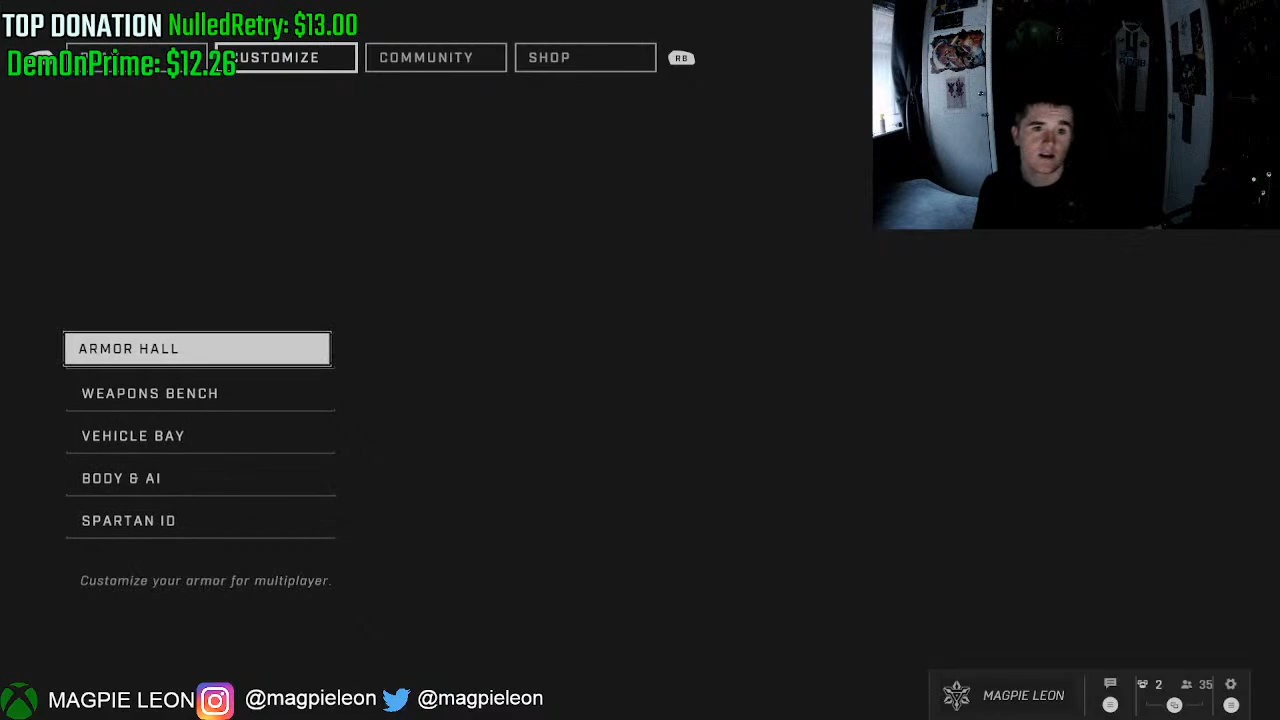 TOP DONATION NulledRetry: $13.00
DemOnPrime: $12.26
CUSTOMIZE
COMMUNITY
SHOP
RB
ARMOR HALL
WEAPONS BENCH
VEHICLE BAY
BODY & AI
SPARTAN ID
Customize your armor for multiplayer.
MAGPIE LEON @magpieleon @magpieleon
MAGPIE LEON
2
35